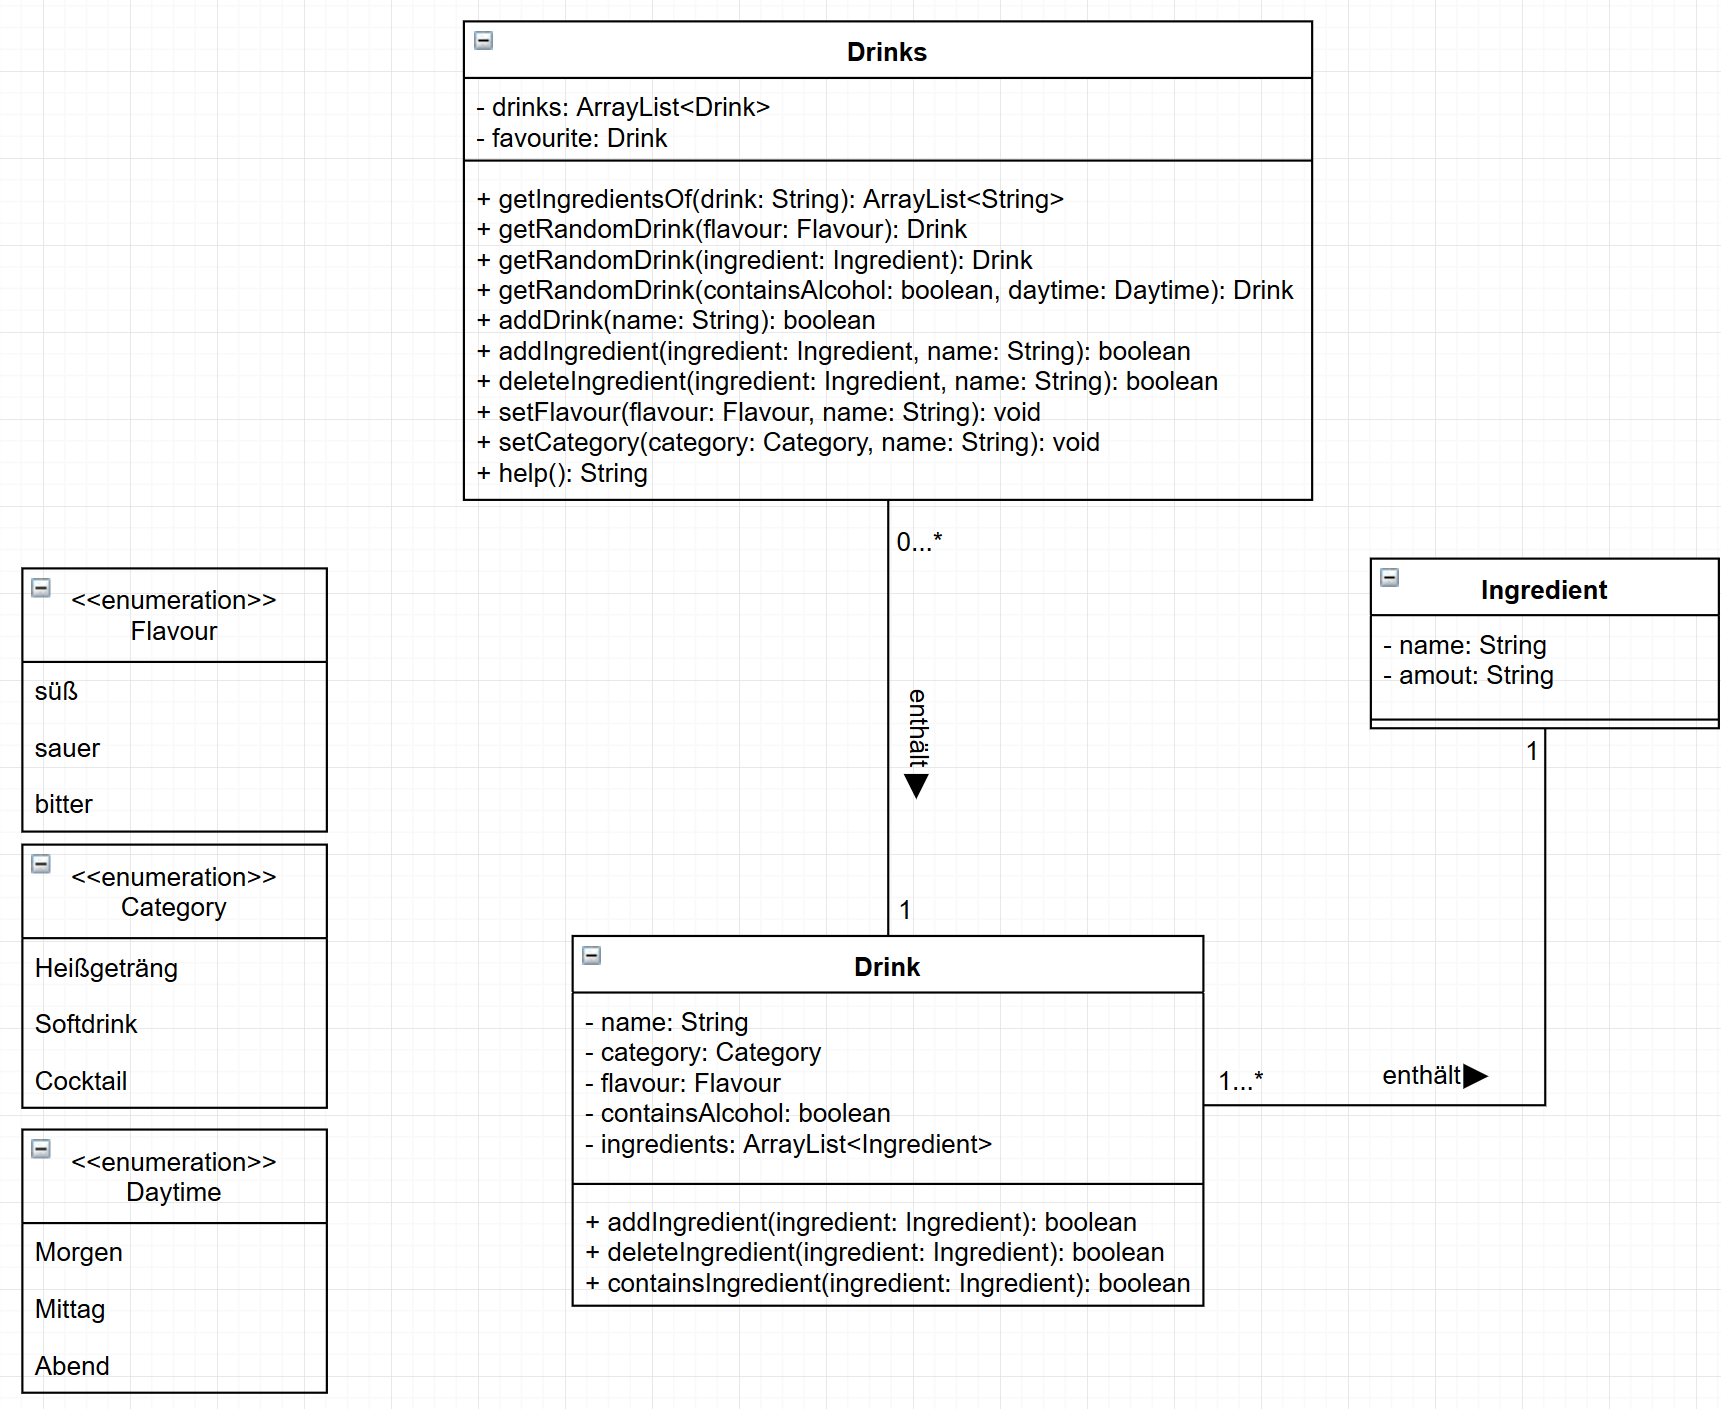 Drinks
- drinks: ArrayList<Drink>
- favourite: Drink
+ getIngredientsOf(drink: String): ArrayList<String>
+ getRandomDrink(flavour: Flavour): Drink
+ getRandomDrink(ingredient: Ingredient): Drink
+ getRandomDrink(containsAlcohol: boolean, daytime: Daytime): Drink
+ addDrink(name: String): boolean
+ addIngredient(ingredient: Ingredient, name: String): boolean
+ deleteIngredient(ingredient: Ingredient, name: String): boolean
+ setFlavour(flavour: Flavour, name: String): void
+ setCategory(category: Category, name: String): void
+ help(): String
0...*
enthält
1
<<enumeration>>
Flavour
süß
sauer
bitter
<<enumeration>>
Category
Heißgeträng
Softdrink
Cocktail
<<enumeration>>
Daytime
Morgen
Mittag
Abend
Ingredient
- name: String
- amout: String
1
Drink
- name: String
- category: Category
- flavour: Flavour
- containsAlcohol: boolean
- ingredients: ArrayList<Ingredient>
+ addIngredient(ingredient: Ingredient): boolean
+ deleteIngredient(ingredient: Ingredient): boolean
+ containsIngredient(ingredient: Ingredient): boolean
1...*
enthält